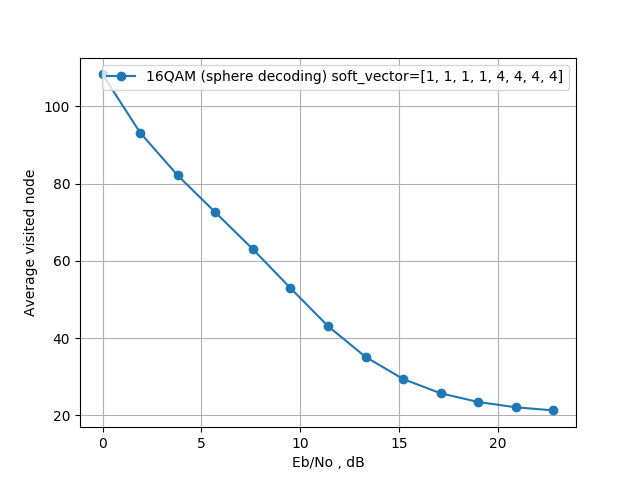 16QAM (sphere decoding) soft_vector=[1, 1, 1, 1, 4, 4, 4, 4]
100
80
60
40
20
Average visited node
0 5 10 15 20
Eb/No , dB